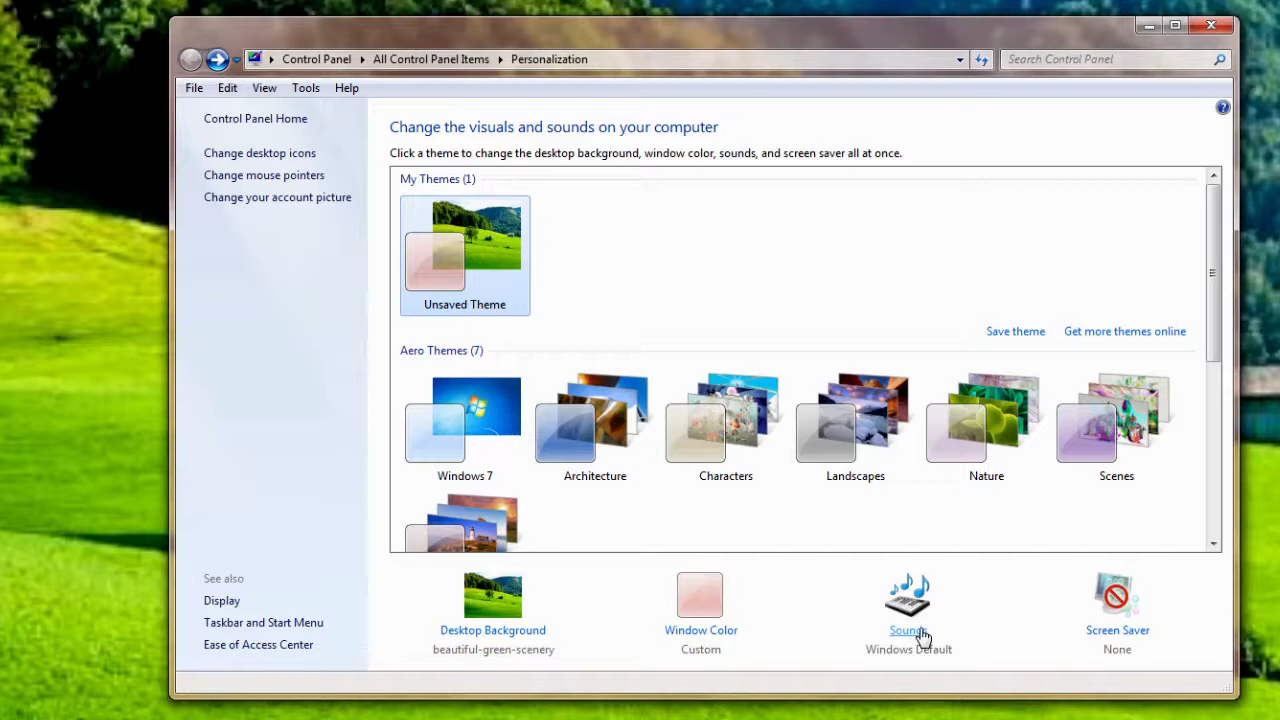 Control Panel All Control Panel Items Personalization Search Control Panel
File Edit View Tools Help
Control Panel Home
Change desktop icons
Change mouse pointers
Change your account picture
Change the visuals and sounds on your computer
Click a theme to change the desktop background, window color, sounds, and screen saver all at once.
My Themes (1)
Unsaved Theme
Save theme Get more themes online
Aero Themes (7)
Windows 7 Architecture Characters Landscapes Nature Scenes
See also
Display
Taskbar and Start Menu
Ease of Access Center
Desktop Background Window Color Sounds Screen Saver
beautiful-green-scenery Custom Windows Default None